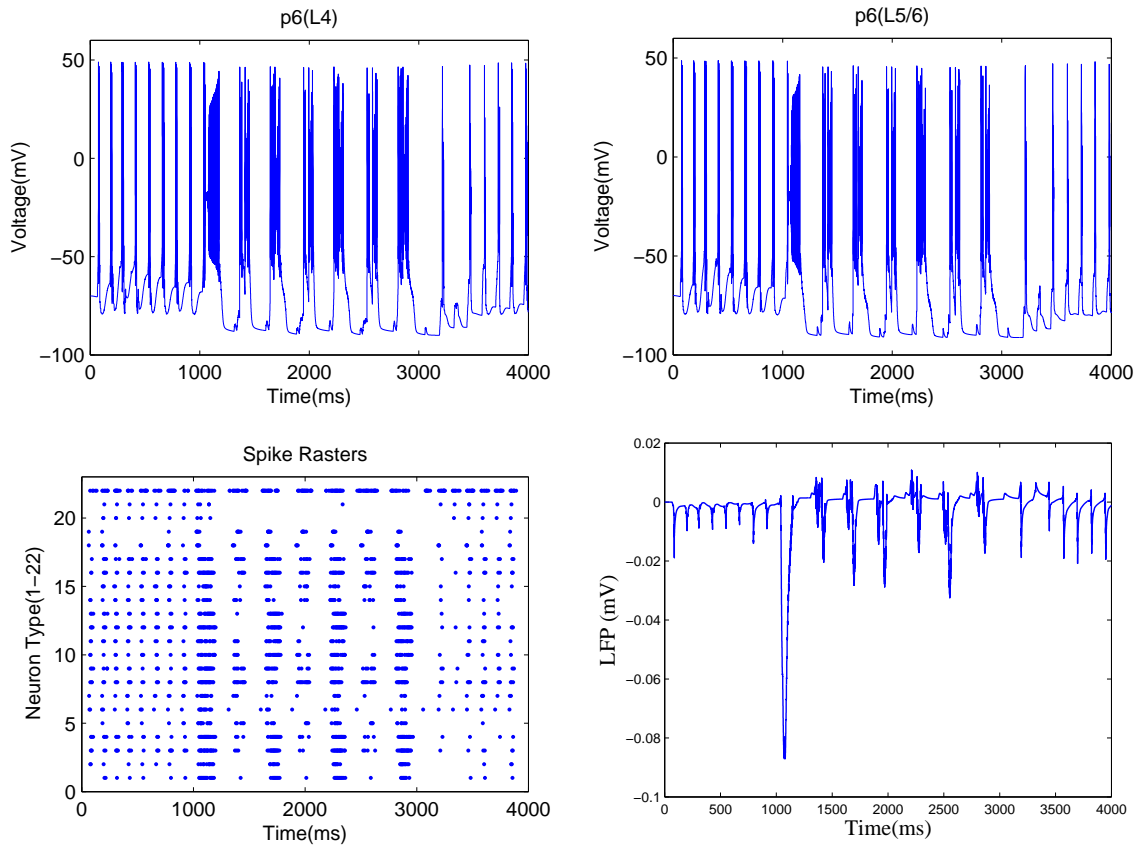 p6(L4)
Voltage(mV)
50
0
−50
−100
0 1000 2000 3000 4000
Time(ms)
p6(L5/6)
Voltage(mV)
50
0
−50
−100
0 1000 2000 3000 4000
Time(ms)
Spike Rasters
Neuron Type(1−22)
20
15
10
5
0
0 1000 2000 3000 4000
Time(ms)
LFP (mV)
0.02
0
−0.02
−0.04
−0.06
−0.08
−0.1
0 500 1000 1500 2000 2500 3000 3500 4000
Time(ms)